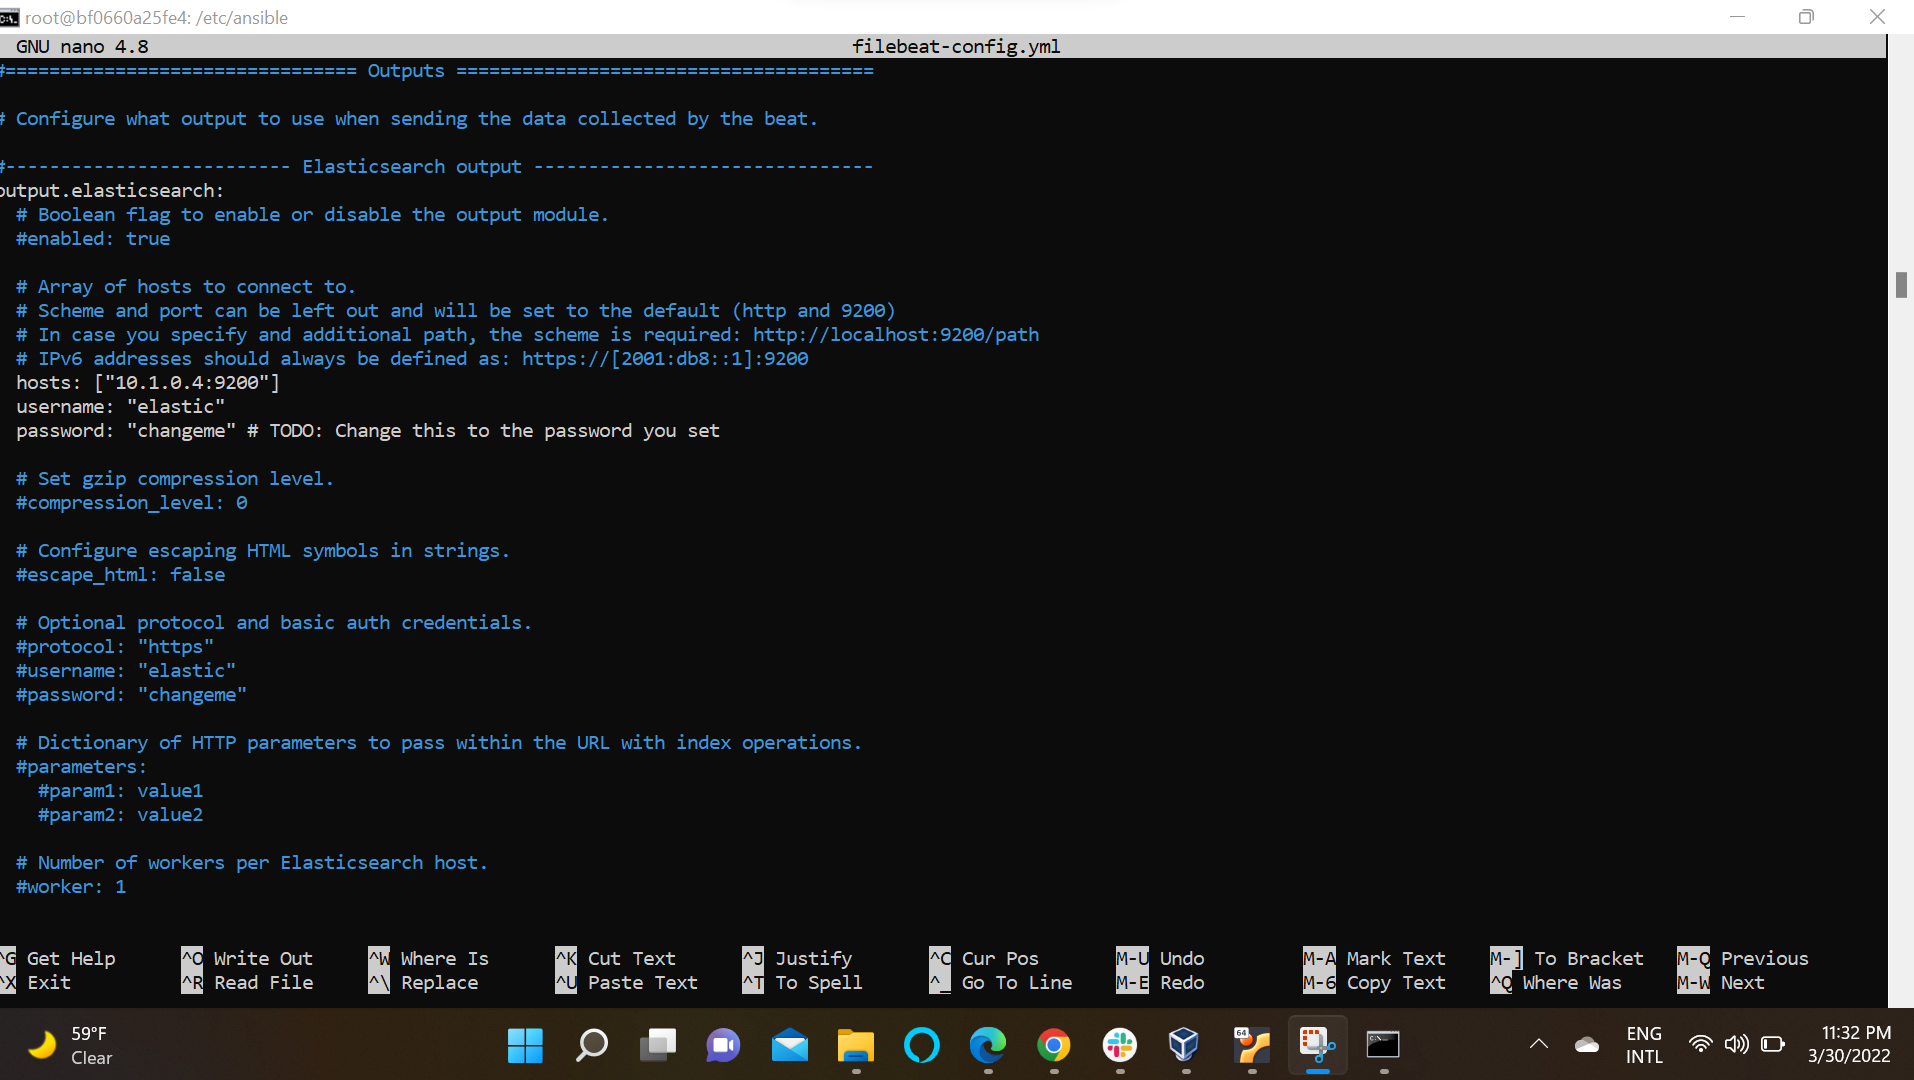 root@bf0660a25fe4: /etc/ansible
GNU nano 4.8 filebeat-config.yml
#================================ Outputs ======================================
# Configure what output to use when sending the data collected by the beat.
#-------------------------- Elasticsearch output -------------------------------
output.elasticsearch:
# Boolean flag to enable or disable the output module.
#enabled: true
# Array of hosts to connect to.
# Scheme and port can be left out and will be set to the default (http and 9200)
# In case you specify and additional path, the scheme is required: http://localhost:9200/path
# IPv6 addresses should always be defined as: https://[2001:db8::1]:9200
hosts: ["10.1.0.4:9200"]
username: "elastic"
password: "changeme" # TODO: Change this to the password you set
# Set gzip compression level.
#compression_level: 0
# Configure escaping HTML symbols in strings.
#escape_html: false
# Optional protocol and basic auth credentials.
#protocol: "https"
#username: "elastic"
#password: "changeme"
# Dictionary of HTTP parameters to pass within the URL with index operations.
#parameters:
#param1: value1
#param2: value2
# Number of workers per Elasticsearch host.
#worker: 1
^G Get Help ^O Write Out ^W Where Is ^K Cut Text ^J Justify ^C Cur Pos M-U Undo M-A Mark Text M-] To Bracket M-Q Previous
^X Exit ^R Read File ^\ Replace ^U Paste Text ^T To Spell ^_ Go To Line M-E Redo M-6 Copy Text ^Q Where Was M-W Next
59°F
Clear
64
ENG
INTL
11:32 PM
3/30/2022